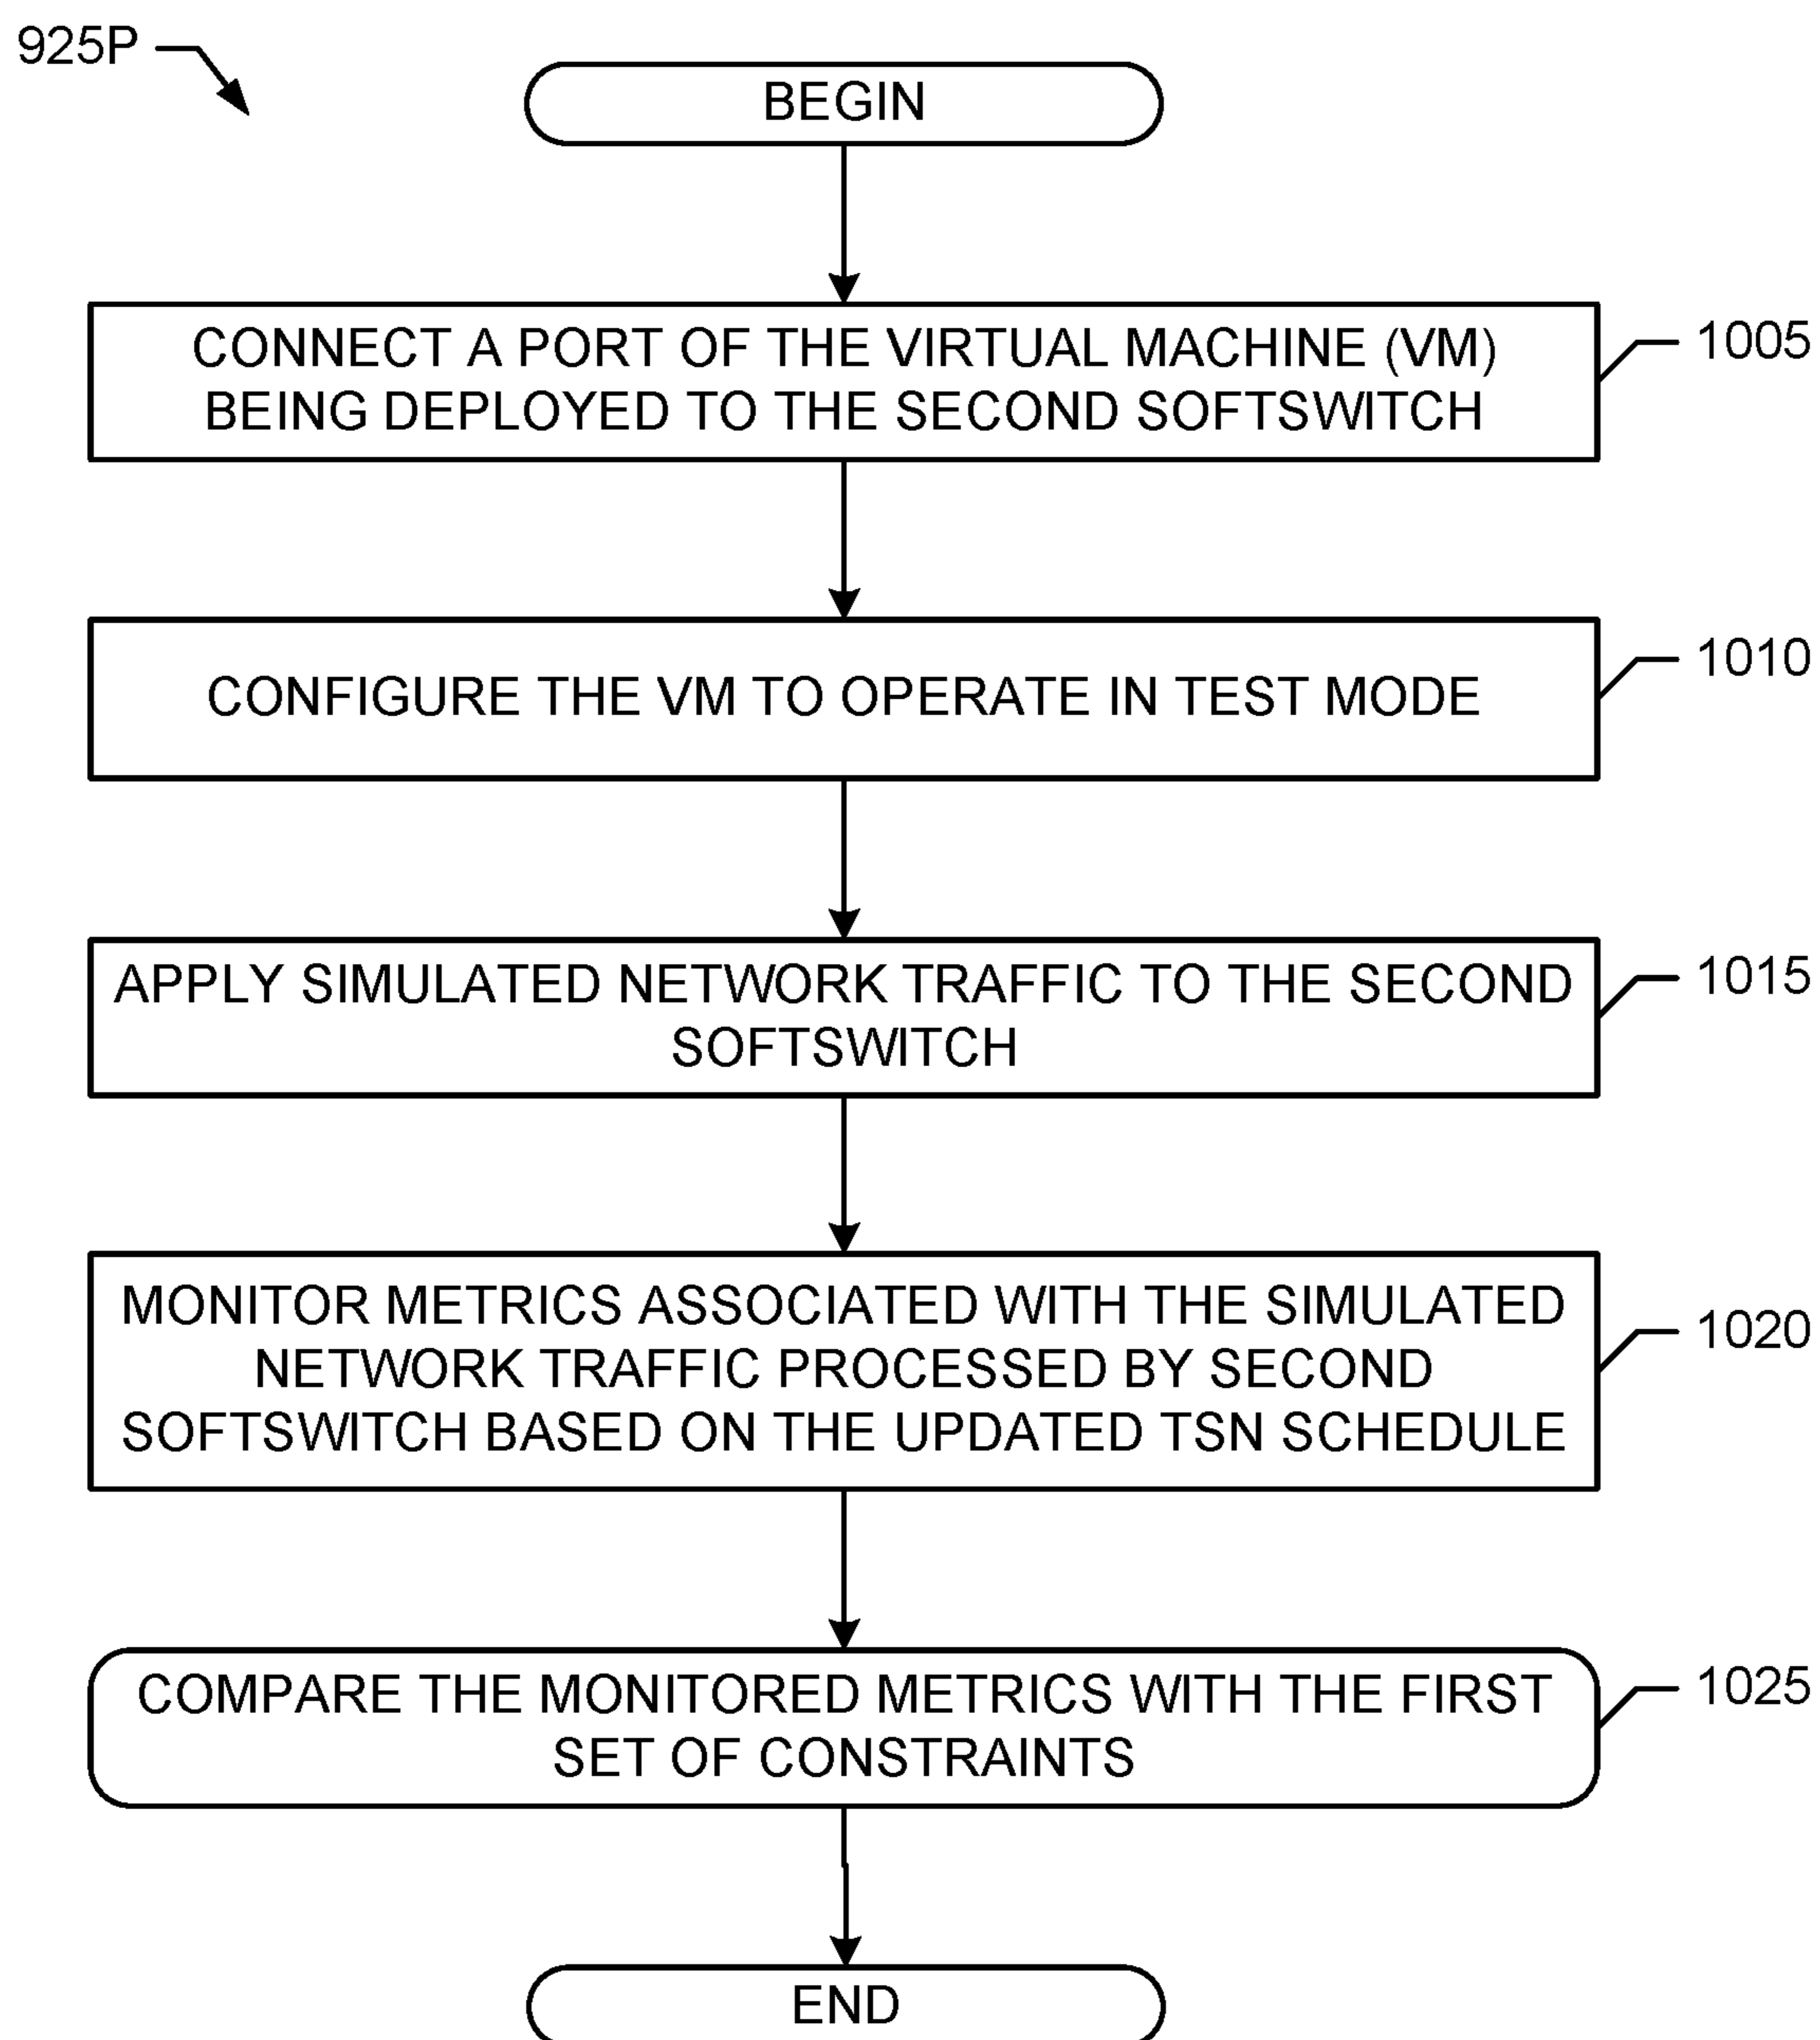 925P
BEGIN
CONNECT A PORT OF THE VIRTUAL MACHINE (VM)
BEING DEPLOYED TO THE SECOND SOFTSWITCH
1005
CONFIGURE THE VM TO OPERATE IN TEST MODE
1010
APPLY SIMULATED NETWORK TRAFFIC TO THE SECOND
SOFTSWITCH
1015
MONITOR METRICS ASSOCIATED WITH THE SIMULATED
NETWORK TRAFFIC PROCESSED BY SECOND
SOFTSWITCH BASED ON THE UPDATED TSN SCHEDULE
1020
COMPARE THE MONITORED METRICS WITH THE FIRST
SET OF CONSTRAINTS
1025
END